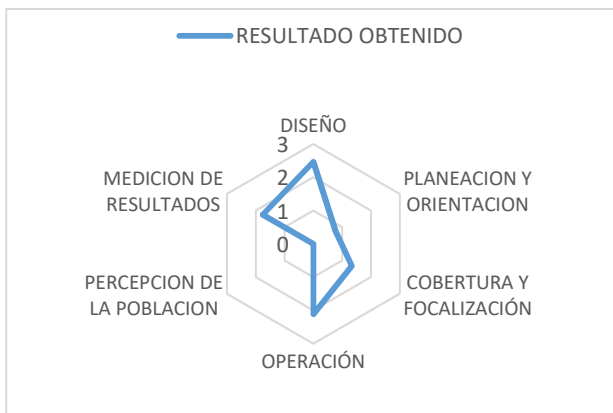 RESULTADO OBTENIDO
DISEÑO
3
2
1
0
PLANEACION Y
ORIENTACION
COBERTURA Y
FOCALIZACIÓN
OPERACIÓN
PERCEPCION DE
LA POBLACION
MEDICION DE
RESULTADOS